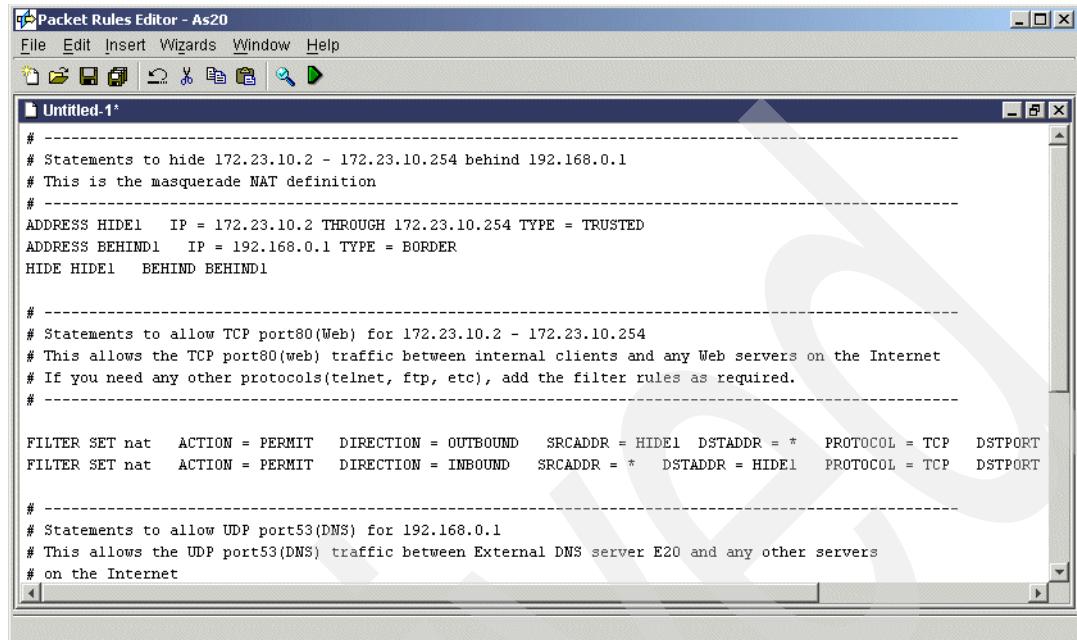 Packet Rules Editor - As20
File Edit Insert Wizards Window Help
Untitled-1*
# ---------------------------------------------------------------------------------------------------
# Statements to hide 172.23.10.2 - 172.23.10.254 behind 192.168.0.1
# This is the masquerade NAT definition
# ---------------------------------------------------------------------------------------------------
ADDRESS HIDE1   IP = 172.23.10.2 THROUGH 172.23.10.254 TYPE = TRUSTED
ADDRESS BEHIND1   IP = 192.168.0.1 TYPE = BORDER
HIDE HIDE1   BEHIND BEHIND1
# ---------------------------------------------------------------------------------------------------
# Statements to allow TCP port80(Web) for 172.23.10.2 - 172.23.10.254
# This allows the TCP port80(web) traffic between internal clients and any Web servers on the Internet
# If you need any other protocols(telnet, ftp, etc), add the filter rules as required.
# ---------------------------------------------------------------------------------------------------
FILTER SET nat   ACTION = PERMIT   DIRECTION = OUTBOUND   SRCADDR = HIDE1  DSTADDR = *   PROTOCOL = TCP   DSTPORT
FILTER SET nat   ACTION = PERMIT   DIRECTION = INBOUND   SRCADDR = *   DSTADDR = HIDE1   PROTOCOL = TCP   DSTPORT
# ---------------------------------------------------------------------------------------------------
# Statements to allow UDP port53(DNS) for 192.168.0.1
# This allows the UDP port53(DNS) traffic between External DNS server E20 and any other servers
# on the Internet